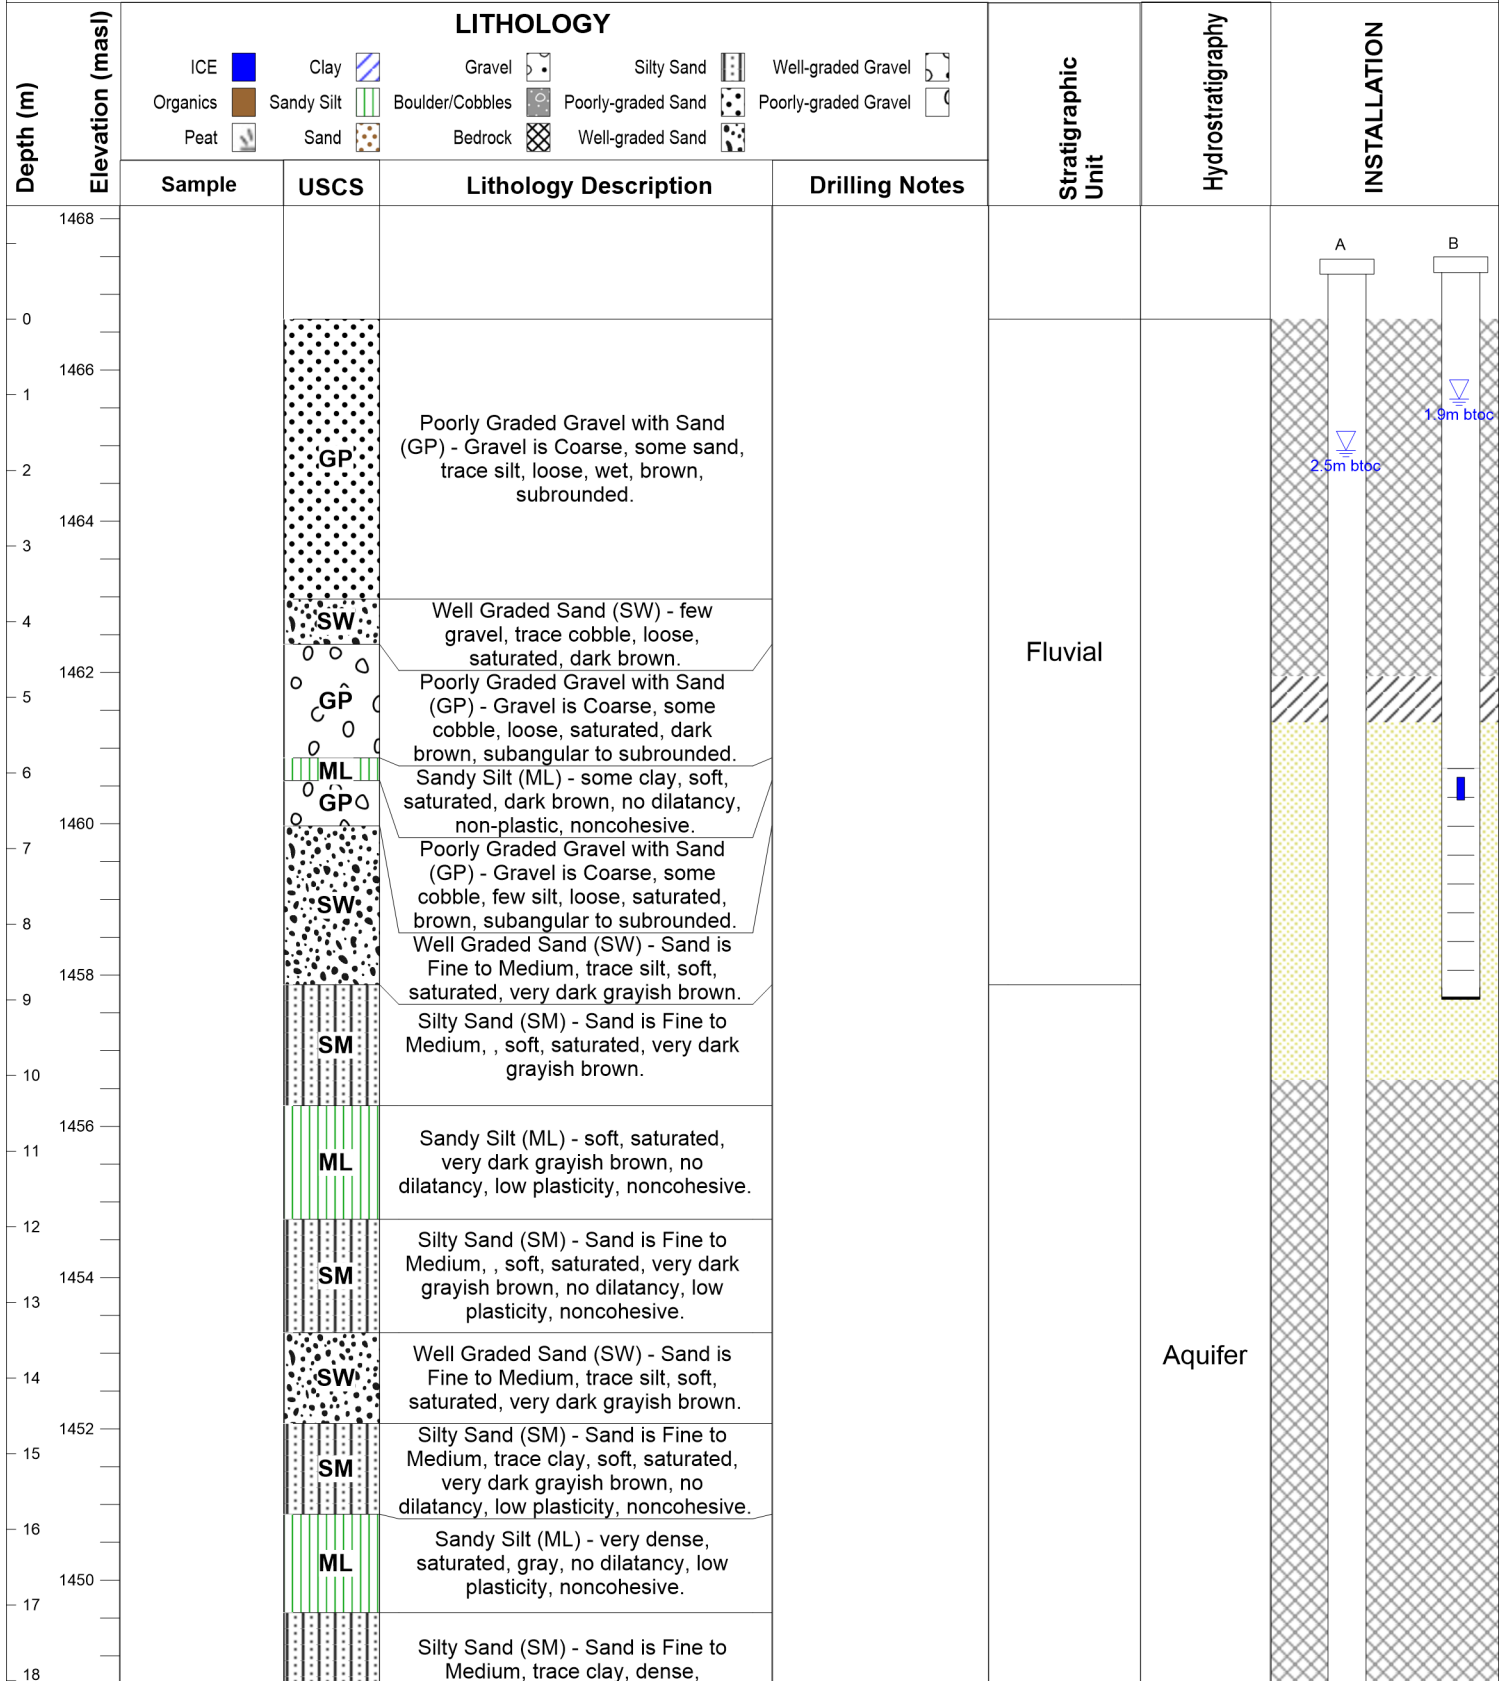 LITHOLOGY
ICE
Clay
Gravel
Silty Sand
Well-graded Gravel
Organics
Sandy Silt
Boulder/Cobbles
Poorly-graded Sand
Poorly-graded Gravel
Peat
Sand
Bedrock
Well-graded Sand
Depth (m)
Elevation (masl)
Sample
USCS
Lithology Description
Drilling Notes
Stratigraphic
Unit
Hydrostratigraphy
INSTALLATION
1468
A
B
0
1466
1
1.9m btoc
Poorly Graded Gravel with Sand
(GP) - Gravel is Coarse, some sand,
trace silt, loose, wet, brown,
subrounded.
GP
2
2.5m btoc
1464
3
Well Graded Sand (SW) - few
gravel, trace cobble, loose,
saturated, dark brown.
4
SW
Fluvial
1462
Poorly Graded Gravel with Sand
(GP) - Gravel is Coarse, some
cobble, loose, saturated, dark
brown, subangular to subrounded.
5
GP
6
ML
Sandy Silt (ML) - some clay, soft,
saturated, dark brown, no dilatancy,
non-plastic, noncohesive.
GP
1460
7
Poorly Graded Gravel with Sand
(GP) - Gravel is Coarse, some
cobble, few silt, loose, saturated,
brown, subangular to subrounded.
SW
8
Well Graded Sand (SW) - Sand is
Fine to Medium, trace silt, soft,
saturated, very dark grayish brown.
1458
9
Silty Sand (SM) - Sand is Fine to
Medium, , soft, saturated, very dark
grayish brown.
SM
10
1456
Sandy Silt (ML) - soft, saturated,
very dark grayish brown, no
dilatancy, low plasticity, noncohesive.
11
ML
12
Silty Sand (SM) - Sand is Fine to
Medium, , soft, saturated, very dark
grayish brown, no dilatancy, low
plasticity, noncohesive.
1454
SM
13
Well Graded Sand (SW) - Sand is
Fine to Medium, trace silt, soft,
saturated, very dark grayish brown.
Aquifer
14
SW
1452
Silty Sand (SM) - Sand is Fine to
Medium, trace clay, soft, saturated,
very dark grayish brown, no
dilatancy, low plasticity, noncohesive.
15
SM
16
Sandy Silt (ML) - very dense,
saturated, gray, no dilatancy, low
plasticity, noncohesive.
ML
1450
17
Silty Sand (SM) - Sand is Fine to
Medium, trace clay, dense,
18